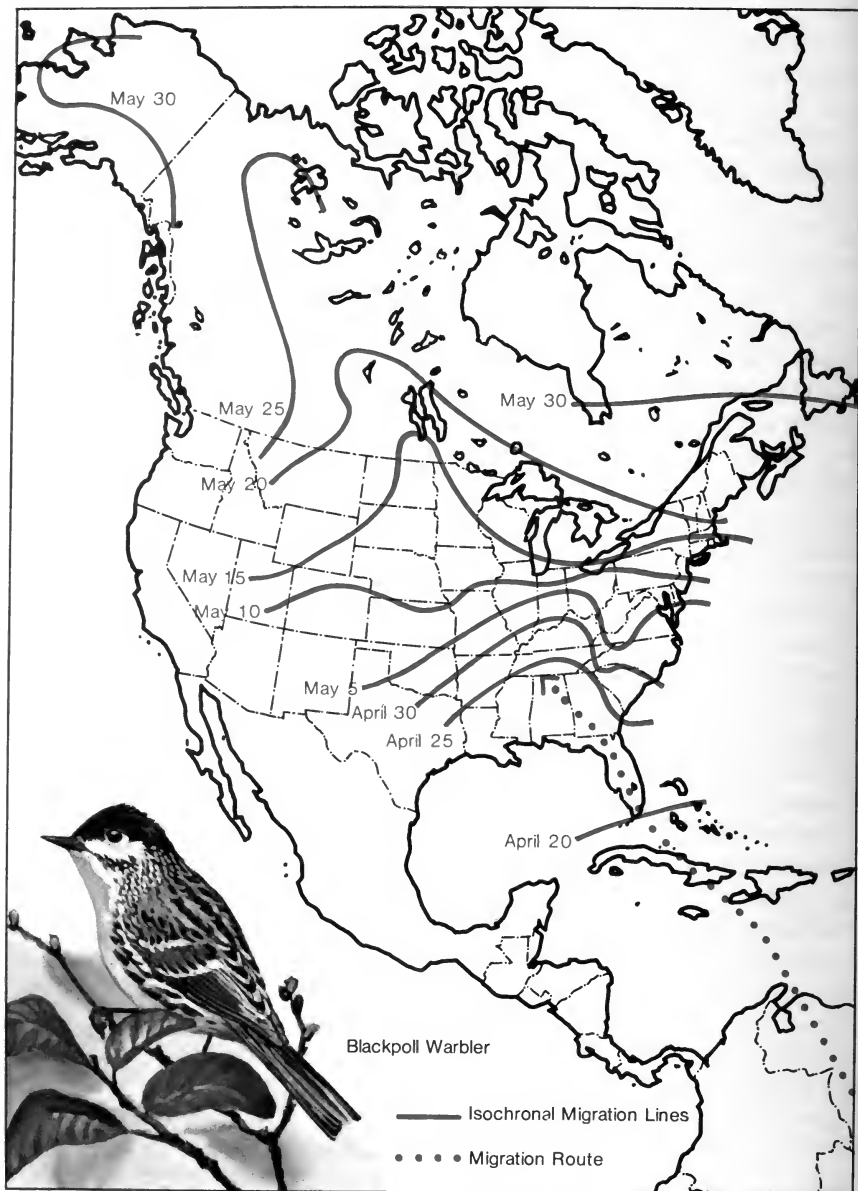 May 30
May 25
May 30
May 20
May 15
May 10
May 5
April 30
April 25
April 20
Blackpoll Warbler
Isochronal Migration Lines
Migration Route